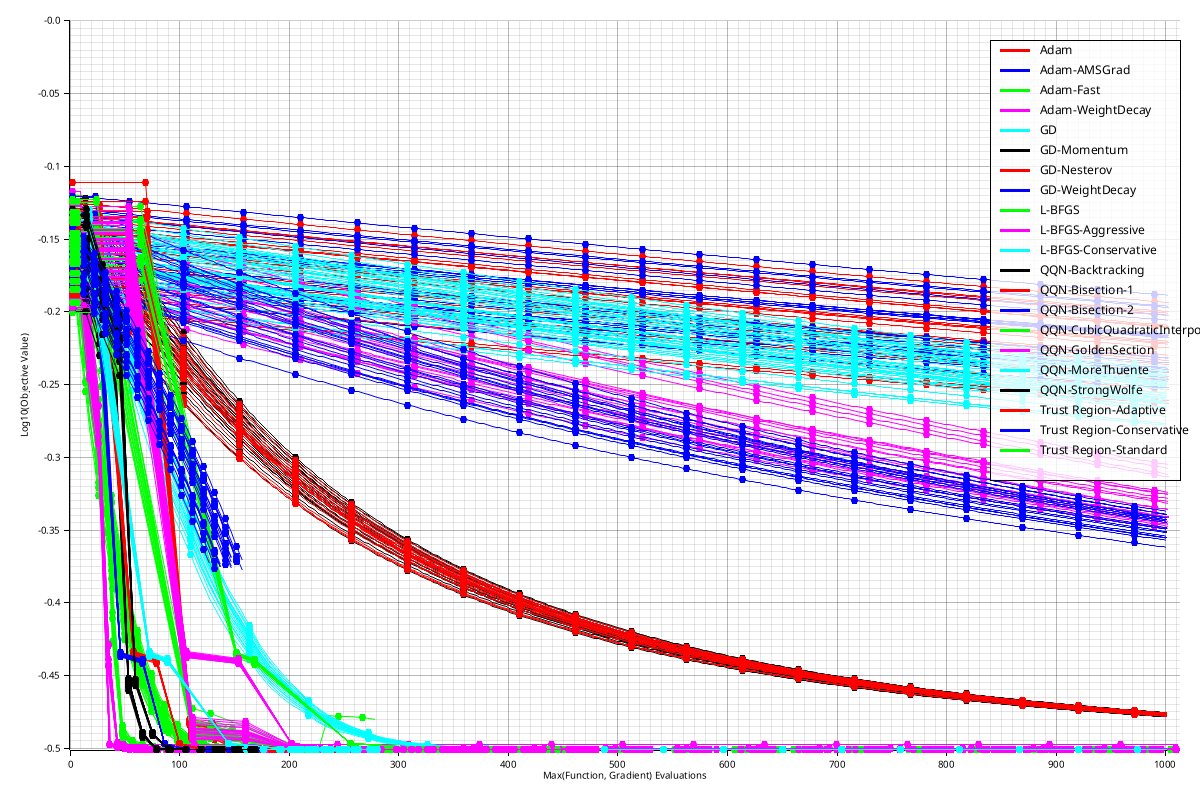 -0.0
-0.05
-0.1
-0.15
-0.2
-0.25
-0.3
-0.35
-0.4
-0.45
-0.5
Log10(Objective Value)
0
100
200
300
400
500
600
700
800
900
1000
Max(Function, Gradient) Evaluations
Adam
Adam-AMSGrad
Adam-Fast
Adam-WeightDecay
GD
GD-Momentum
GD-Nesterov
GD-WeightDecay
L-BFGS
L-BFGS-Aggressive
L-BFGS-Conservative
QQN-Backtracking
QQN-Bisection-1
QQN-Bisection-2
QQN-CubicQuadraticInterpo
QQN-GoldenSection
QQN-MoreThuente
QQN-StrongWolfe
Trust Region-Adaptive
Trust Region-Conservative
Trust Region-Standard